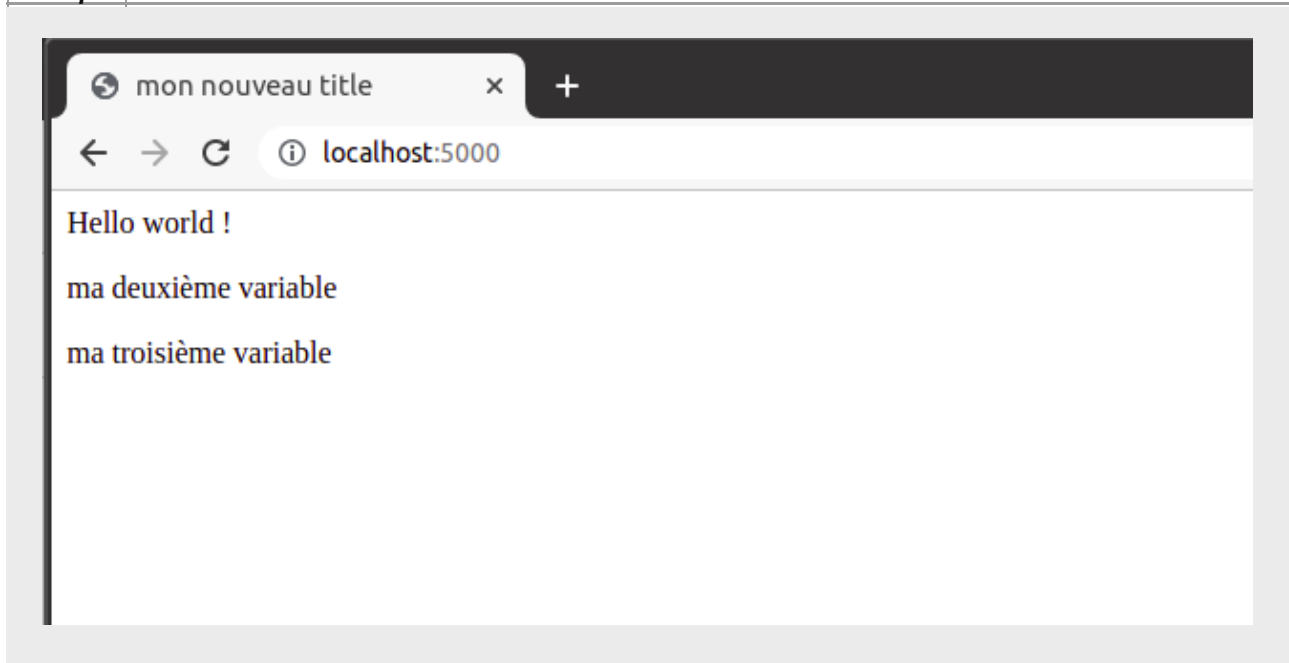 mon nouveau title
localhost:5000
Hello world !
ma deuxième variable
ma troisième variable